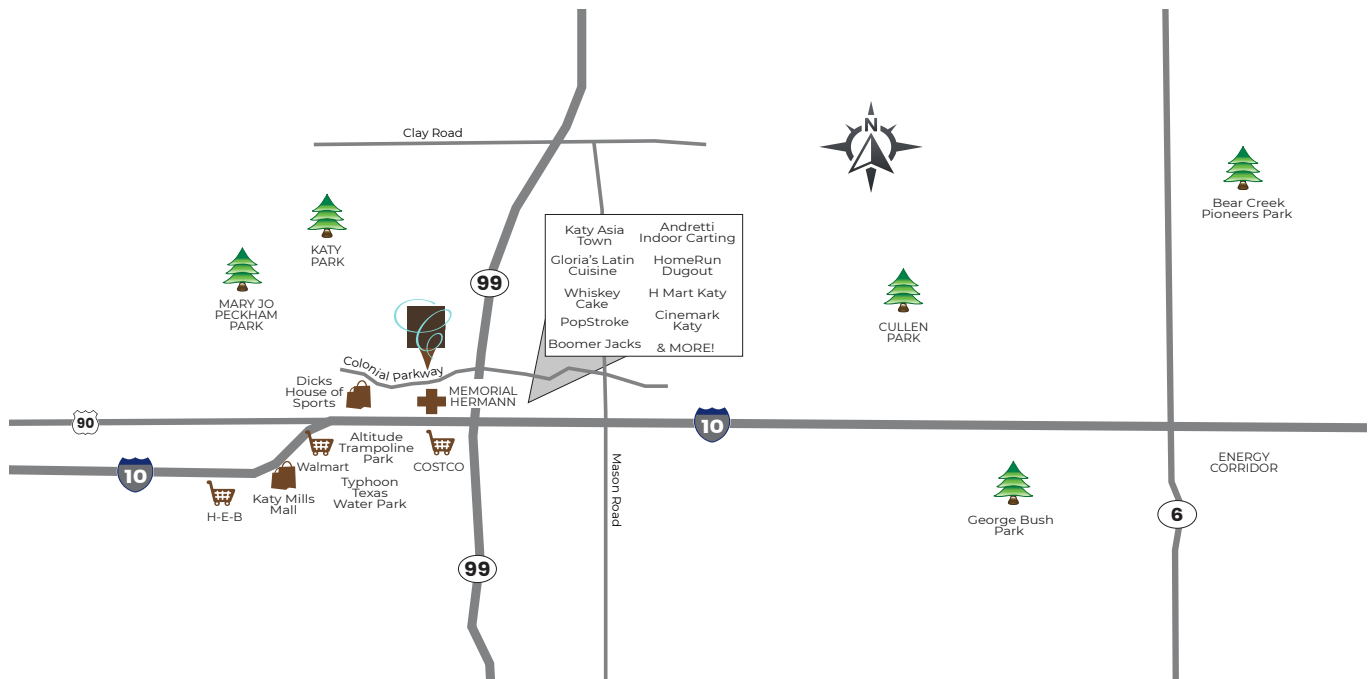 Clay Road
N
Bear Creek
Pioneers Park
KATY
PARK
MARY JO
PECKHAM
PARK
99
Katy Asia
Town
Gloria's Latin
Cuisine
Whiskey
Cake
PopStroke
Boomer Jacks
Andretti
Indoor Carting
HomeRun
Dugout
H Mart Katy
Cinemark
Katy
& MORE!
CULLEN
PARK
C
C
Colonial Parkway
Dicks
House of
Sports
MEMORIAL
HERMANN
90
10
10
Walmart
Altitude
Trampoline
Park
COSTCO
H-E-B
Katy Mills
Mall
Typhoon
Texas
Water Park
Mason Road
ENERGY
CORRIDOR
George Bush
Park
6
99